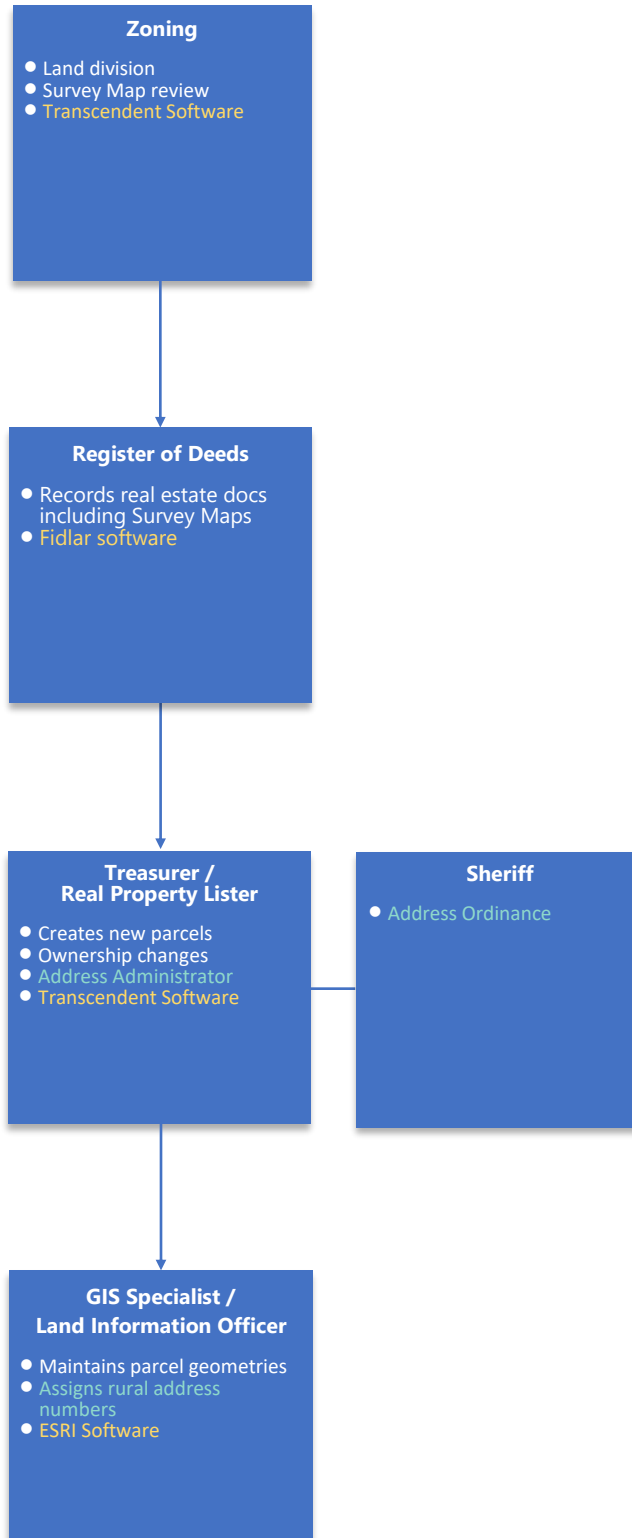 Zoning
● Land division
● Survey Map review
● Transcendent Software
Register of Deeds
● Records real estate docs
including Survey Maps
● Fidlar software
Treasurer /
Real Property Lister
● Creates new parcels
● Ownership changes
● Address Administrator
● Transcendent Software
Sheriff
● Address Ordinance
GIS Specialist /
Land Information Officer
● Maintains parcel geometries
● Assigns rural address
numbers
● ESRI Software